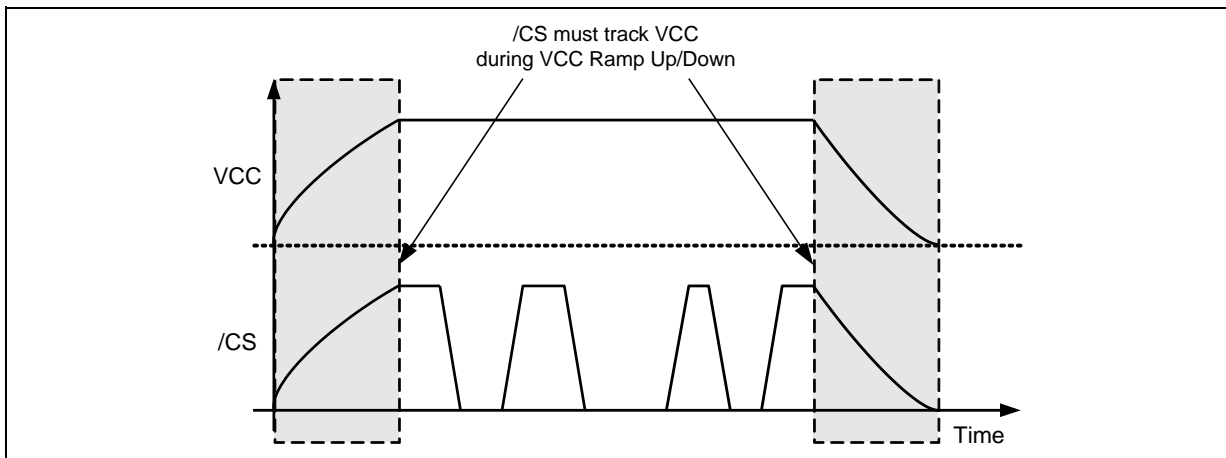 /CS must track VCC
during VCC Ramp Up/Down
VCC
/CS
Time